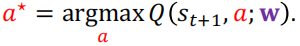 a* = argmax Q(s_{t+1}, a; w).
a